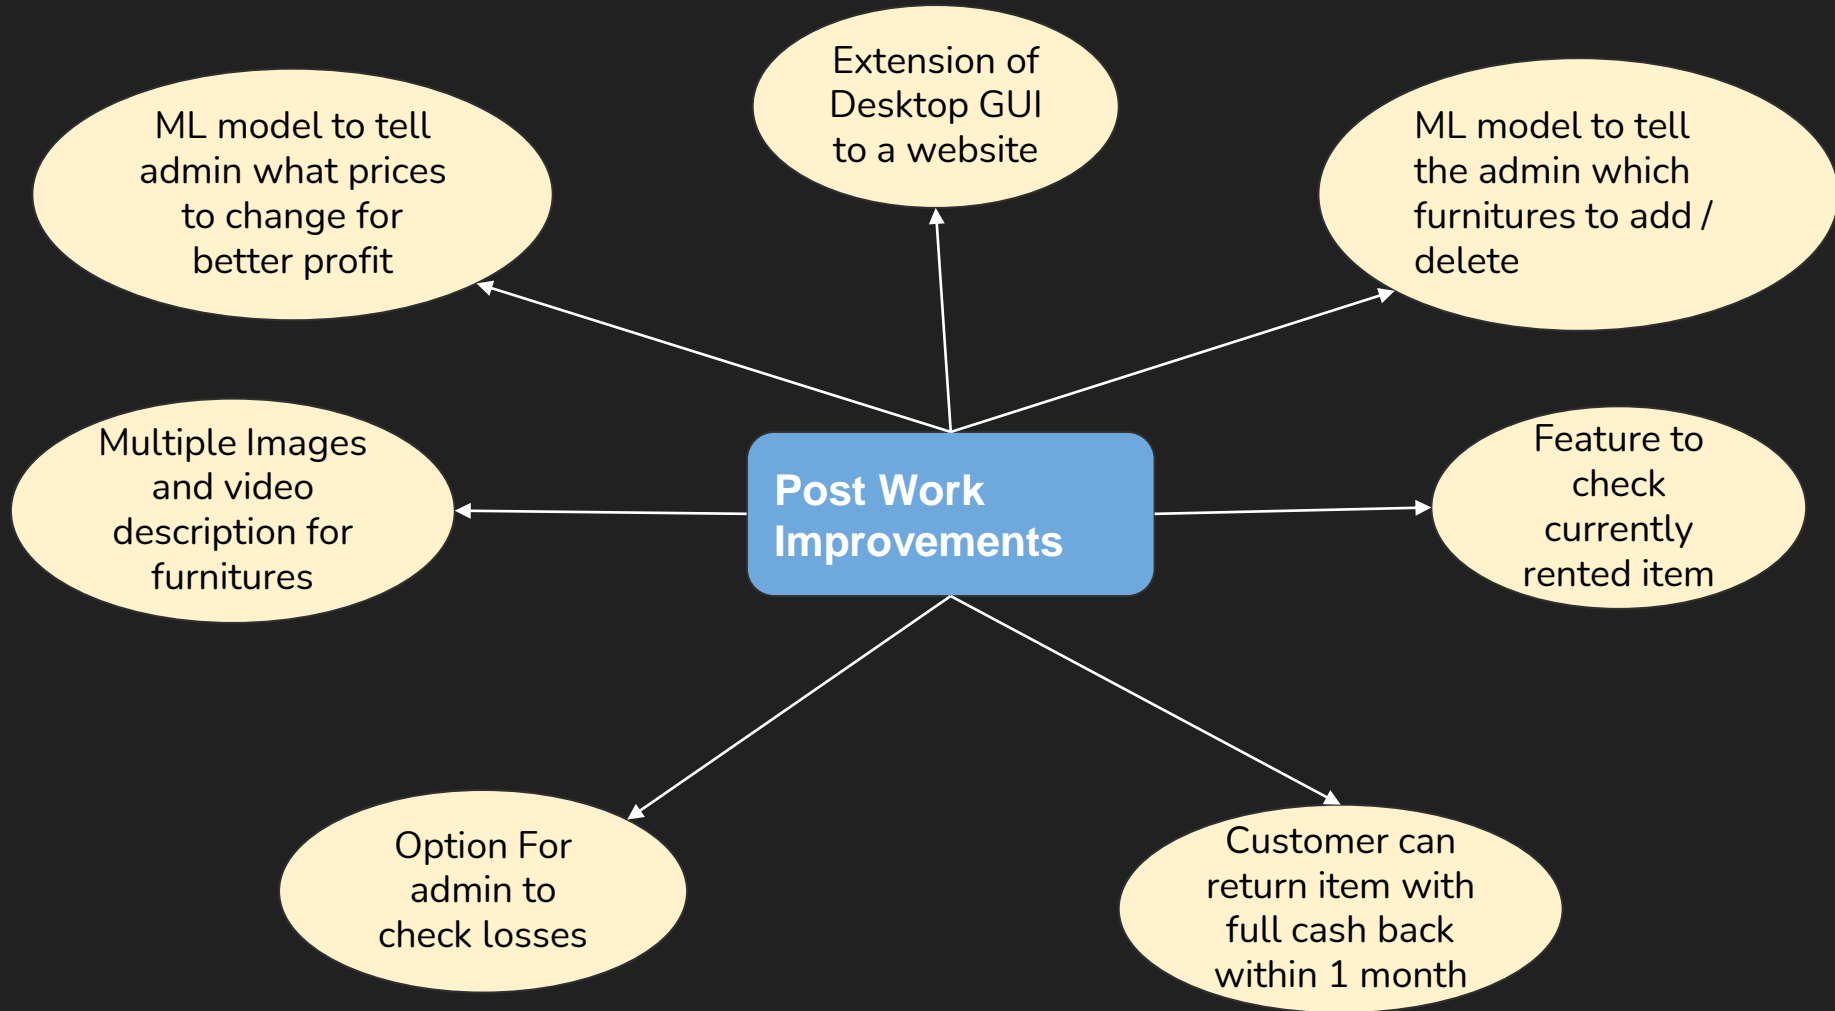 Extension of
Desktop GUI
to a website
ML model to tell
admin what prices
to change for
better profit
ML model to tell
the admin which
furnitures to add /
delete
Multiple Images
and video
description for
furnitures
Post Work
Improvements
Feature to
check
currently
rented item
Option For
admin to
check losses
Customer can
return item with
full cash back
within 1 month